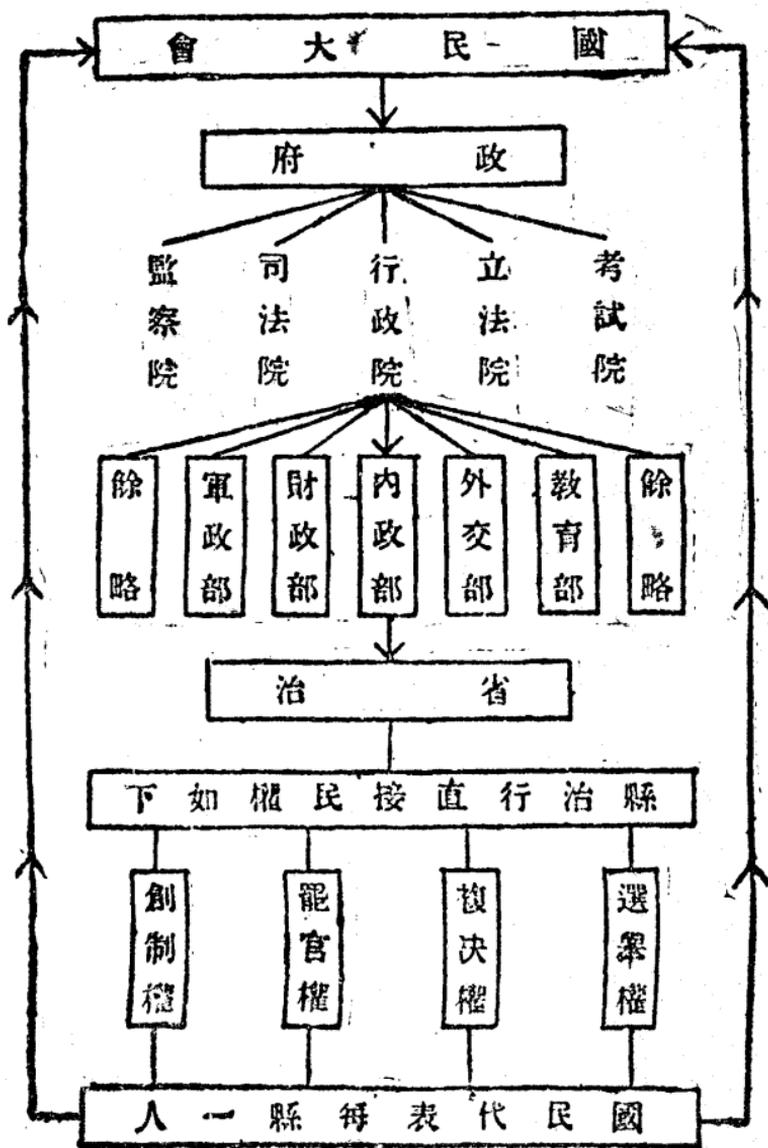 國民大會
政府
考試院
立法院
行政院
司法院
監察院
餘略
教育部
外交部
內政部
財政部
軍政部
餘略
省治
縣治行直接民權如下
選舉權
複决權
罷官權
創制權
國民代表每縣一人